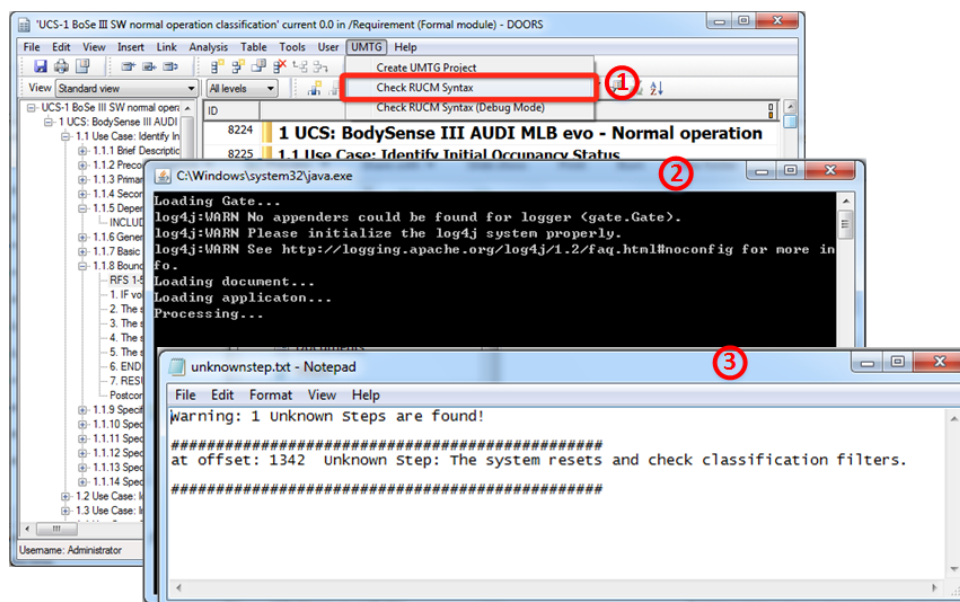 'UCS-1 BoSe III SW normal operation classification' current 0.0 in /Requirement (Formal module) - DOORS
File Edit View Insert Link Analysis Table Tools User UMTG Help
Create UMTG Project
Check RUCM Syntax
Check RUCM Syntax (Debug Mode)
1
View Standard view
All levels
UCS-1 BoSe III SW normal opera
1 UCS: BodySense III AUDI
1.1 Use Case: Identify In
1.1.1 Brief Descriptic
1.1.2 Preco
1.1.3 Primar
1.1.4 Secor
1.1.5 Deper
INCLUD
1.1.6 Gener
1.1.7 Basic
1.1.8 Bounc
RFS 1-5
1. IF vo
2. The s
3. The s
4. The s
5. The s
6. END
7. RESU
Postcor
1.1.9 Specif
1.1.10 Spec
1.1.11 Spec
1.1.12 Spec
1.1.13 Spec
1.1.14 Spec
1.2 Use Case: Id
1.3 Use Case: I
Username: Administrator
ID
8224 1 UCS: BodySense III AUDI MLB evo - Normal operation
8225 1.1 Use Case: Identify Initial Occupancy Status
C:\Windows\system32\java.exe
2
Loading Gate...
log4j:WARN No appenders could be found for logger (gate.Gate).
log4j:WARN Please initialize the log4j system properly.
log4j:WARN See http://logging.apache.org/log4j/1.2/faq.html#noconfig for more in
fo.
Loading document...
Loading applicaton...
Processing...
unknownstep.txt - Notepad
3
File Edit Format View Help
Warning: 1 Unknown Steps are found!
################################################
at offset: 1342 Unknown Step: The system resets and check classification filters.
################################################